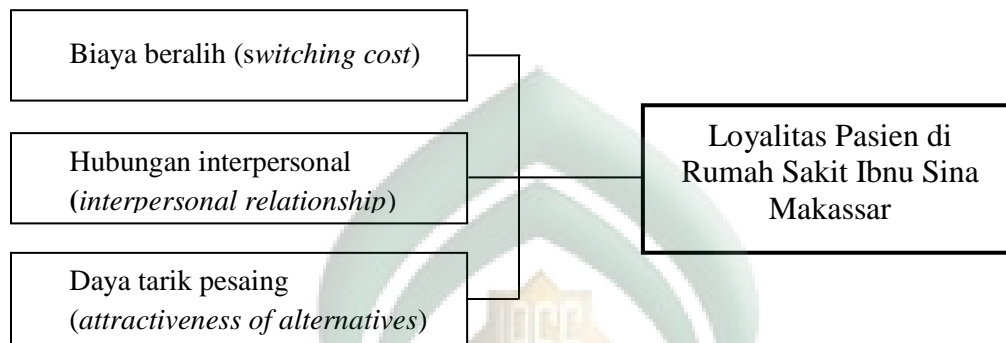 Biaya beralih (switching cost)
Hubungan interpersonal
(interpersonal relationship)
Daya tarik pesaing
(attractiveness of alternatives)
Loyalitas Pasien di
Rumah Sakit Ibnu Sina
Makassar